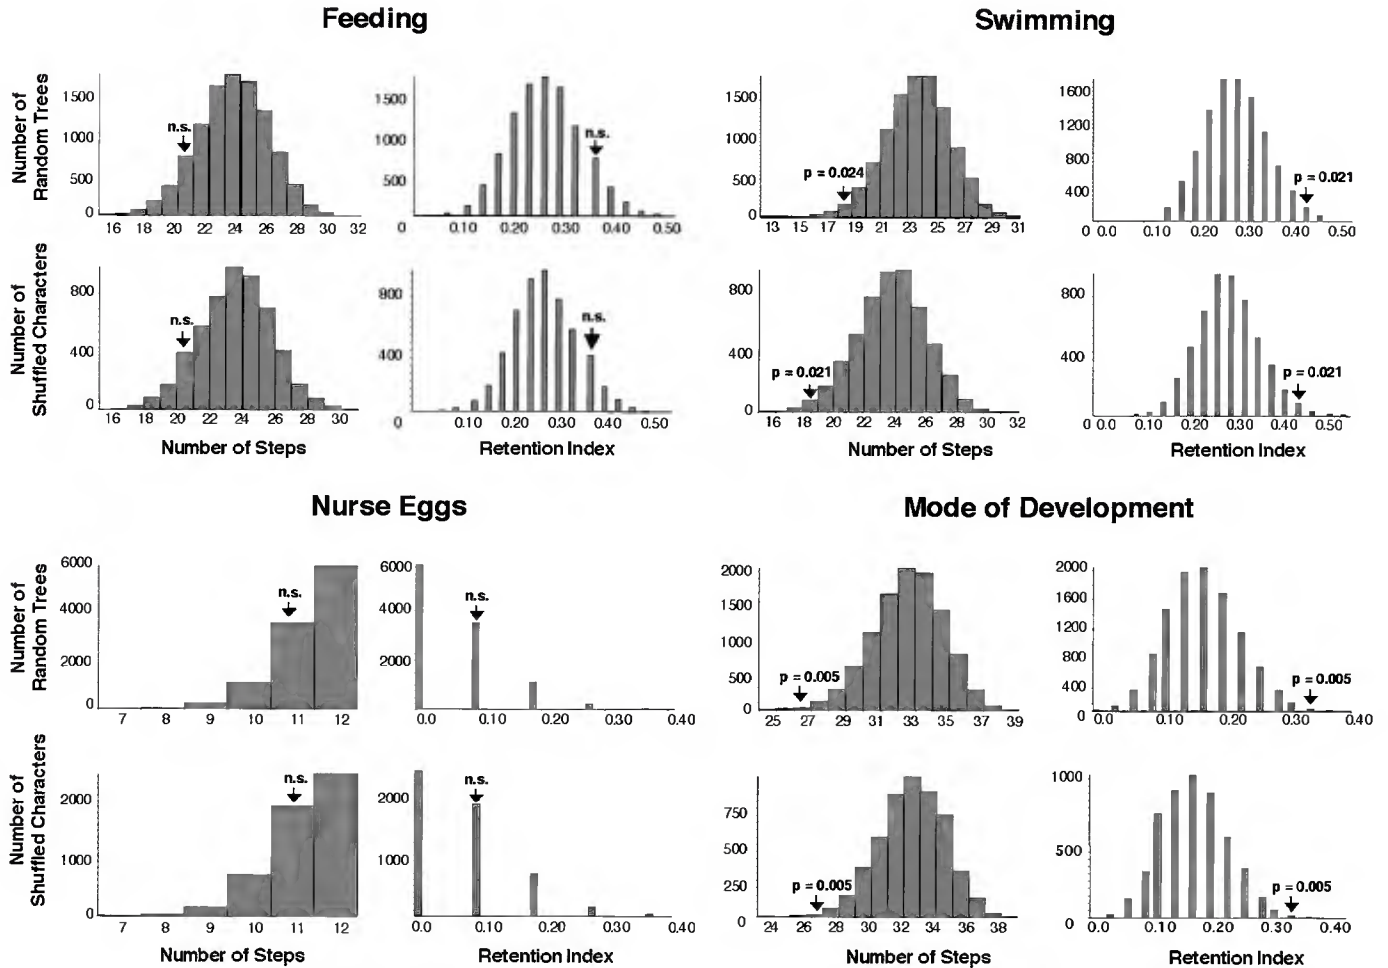 Feeding
Swimming
Number of
Random Trees
1500
1000
500
0
n.s.
16 18 20 22 24 26 28 30 32
1500
1000
500
0
n.s.
0.10 0.20 0.30 0.40 0.50
1500
1000
500
0
p = 0.024
13 15 17 19 21 23 25 27 29 31
1600
1200
800
400
p = 0.021
0 0.0 0.10 0.20 0.30 0.40 0.50
Number of
Shuffled Characters
800
400
0
n.s.
16 18 20 22 24 26 28 30
Number of Steps
800
400
0
n.s.
0.10 0.20 0.30 0.40 0.50
Retention Index
800
400
0
p = 0.021
16 18 20 22 24 26 28 30 32
Number of Steps
800
400
p = 0.021
0 0.0 0.10 0.20 0.30 0.40 0.50
Retention Index
Nurse Eggs
Mode of Development
Number of
Random Trees
6000
4000
2000
0
n.s.
7 8 9 10 11 12
6000
4000
2000
n.s.
0.0 0.10 0.20 0.30 0.40
2000
1500
1000
500
0
p = 0.005
25 27 29 31 33 35 37 39
2000
1600
1200
800
400
0
p = 0.005
0.0 0.10 0.20 0.30 0.40
Number of
Shuffled Characters
2000
1000
0
n.s.
7 8 9 10 11 12
Number of Steps
2000
1000
n.s.
0.0 0.10 0.20 0.30 0.40
Retention Index
750
500
250
0
p = 0.005
24 26 28 30 32 34 36 38
Number of Steps
1000
500
0
p = 0.005
0.0 0.10 0.20 0.30 0.40
Retention Index